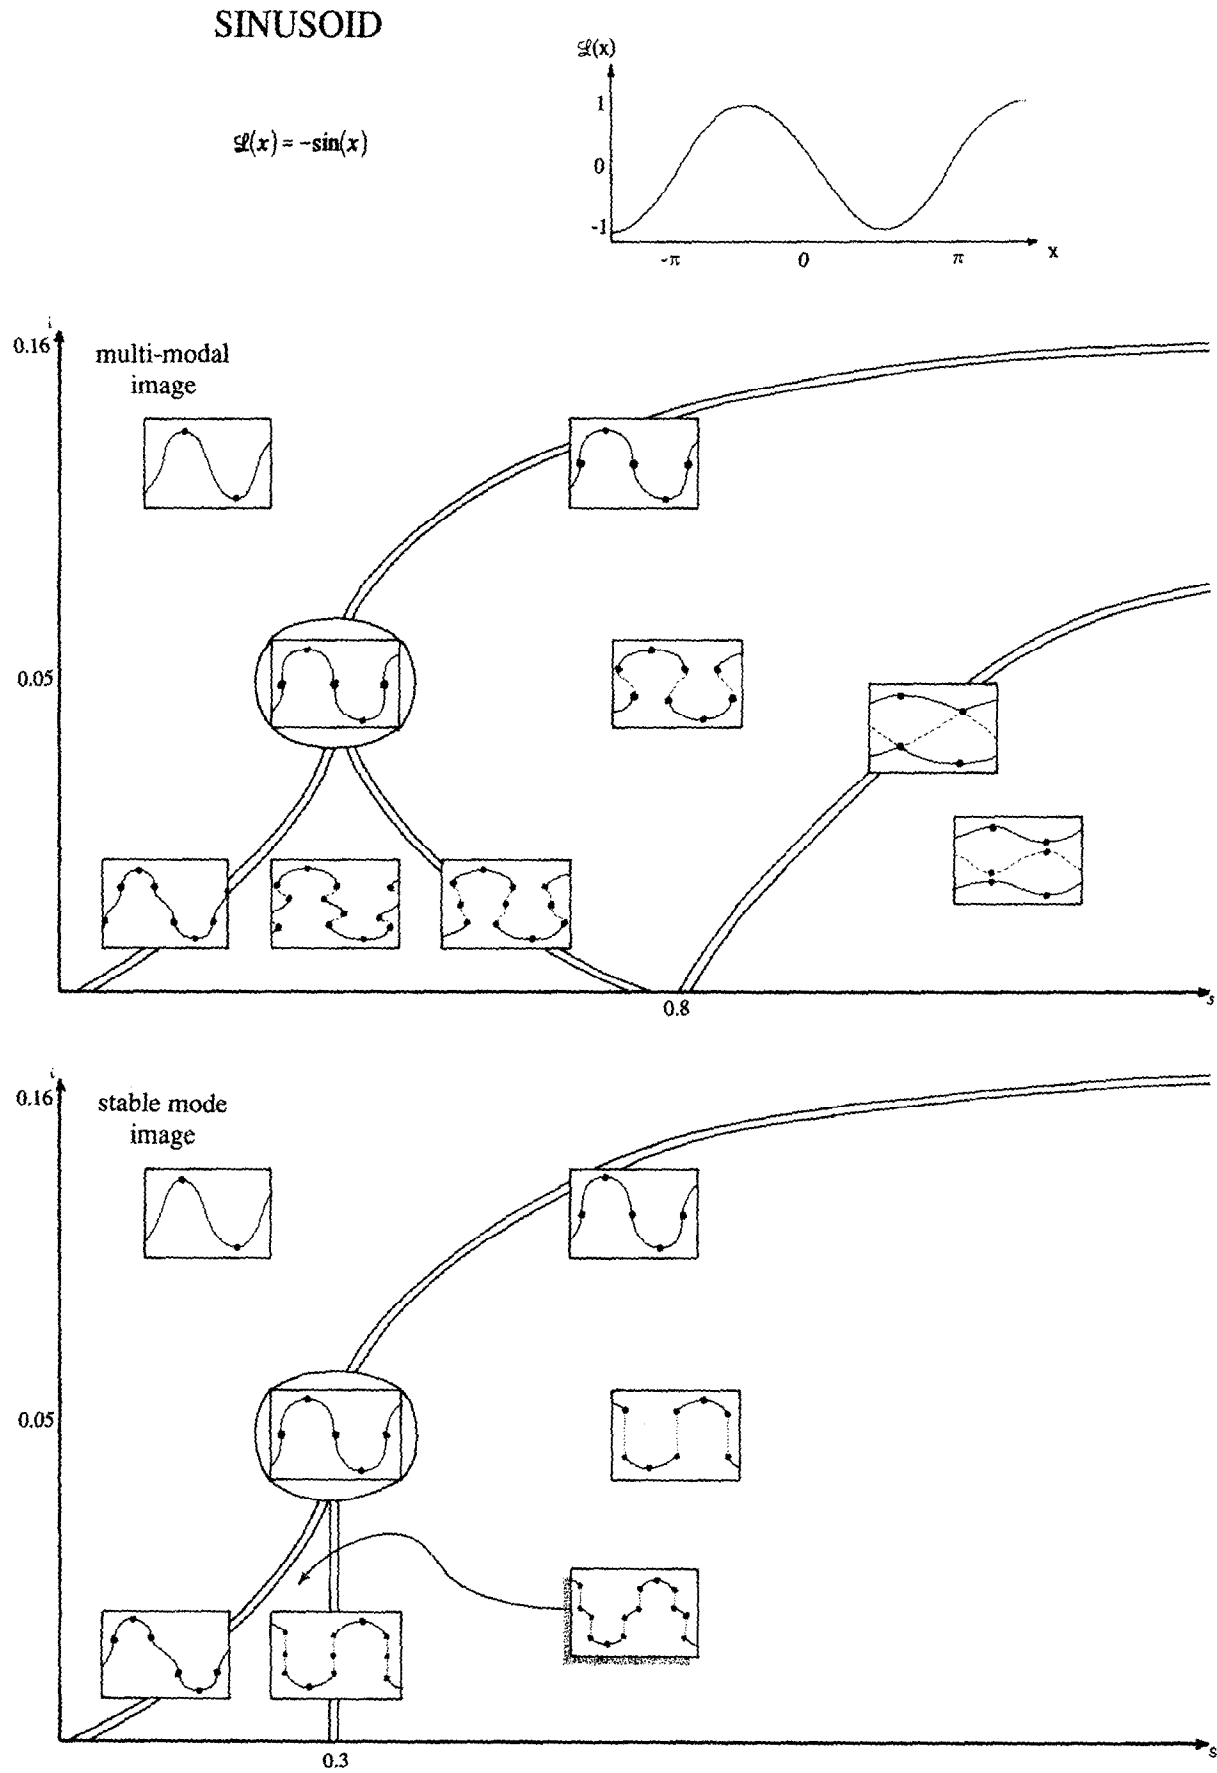 SINUSOID
ℒ(x)
ℒ(x) = -sin(x)
1
0
-1
-π
0
π
x
i
0.16
multi-modal
image
0.05
0.8
s
i
0.16
stable mode
image
0.05
0.3
s